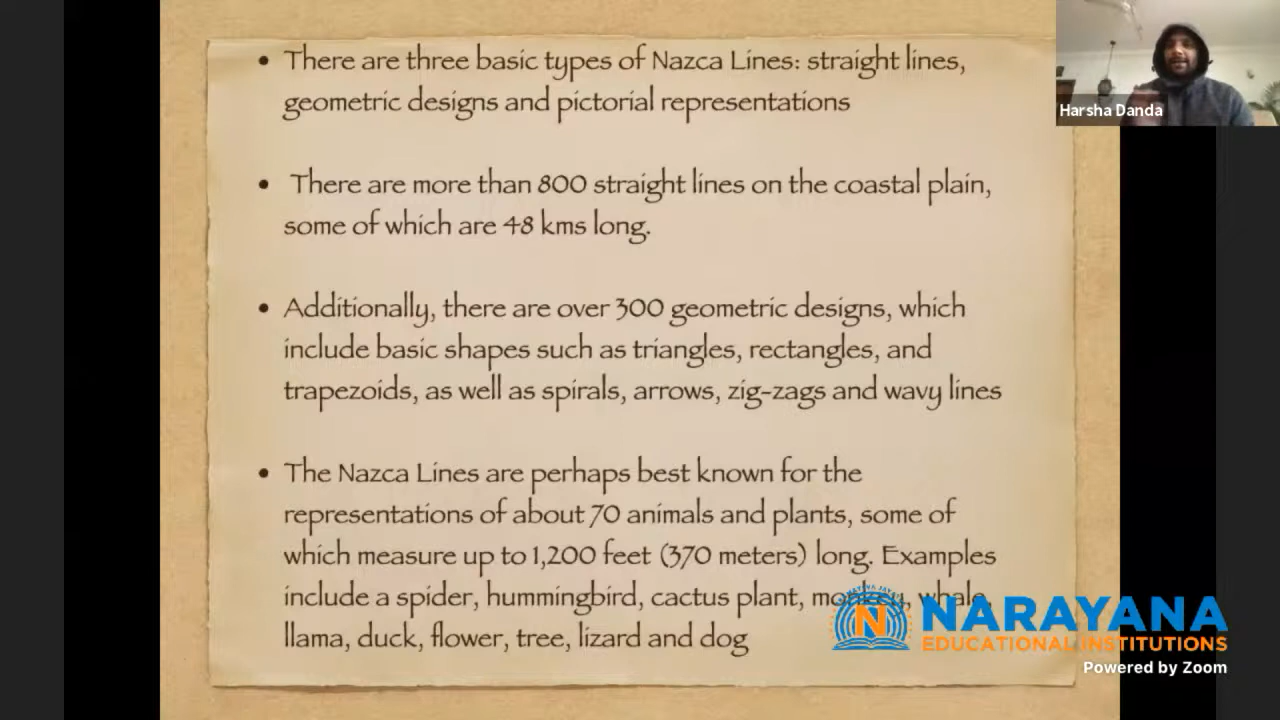 • There are three basic types of Nazca Lines: straight lines,
geometric designs and pictorial representations
• There are more than 800 straight lines on the coastal plain,
some of which are 48 kms long.
• Additionally, there are over 300 geometric designs, which
include basic shapes such as triangles, rectangles, and
trapezoids, as well as spirals, arrows, zig-zags and wavy lines
• The Nazca Lines are perhaps best known for the
representations of about 70 animals and plants, some of
which measure up to 1,200 feet (370 meters) long. Examples
include a spider, hummingbird, cactus plant, monkey, whale,
llama, duck, flower, tree, lizard and dog
Harsha Danda
N NARAYANA
EDUCATIONAL INSTITUTIONS
Powered by Zoom